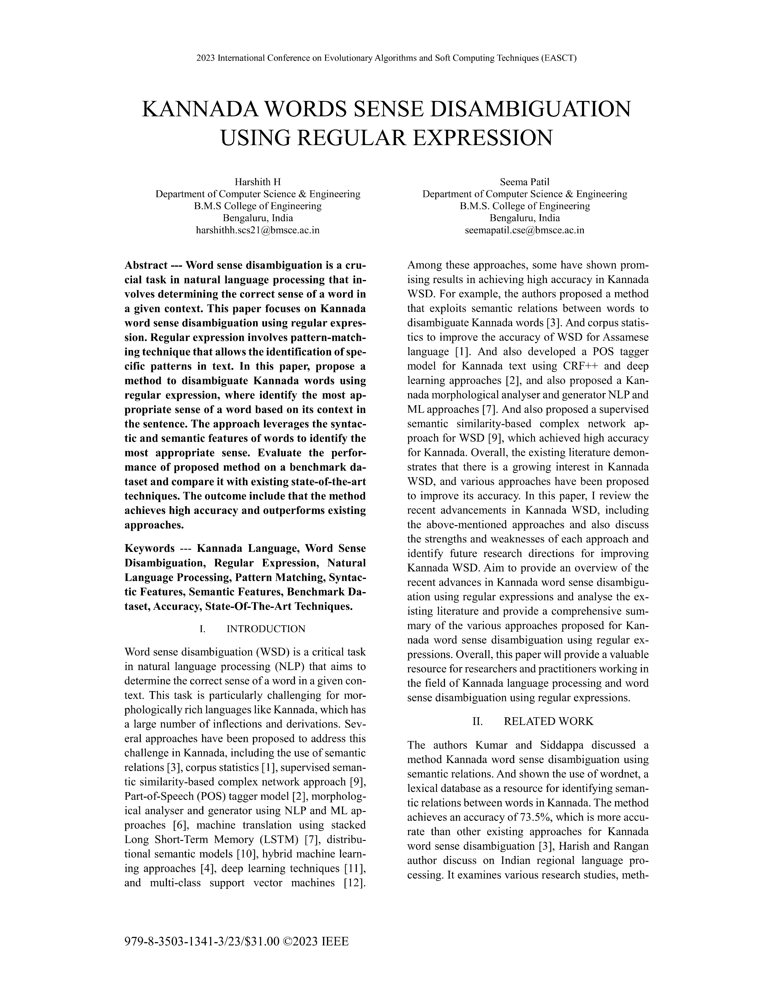 2023 International Conference on Evolutionary Algorithms and Soft Computing Techniques (EASCT)
KANNADA WORDS SENSE DISAMBIGUATION
USING REGULAR EXPRESSION
Harshith H
Department of Computer Science & Engineering
B.M.S College of Engineering
Bengaluru, India
harshithh.scs21@bmsce.ac.in
Seema Patil
Department of Computer Science & Engineering
B.M.S. College of Engineering
Bengaluru, India
seemapatil.cse@bmsce.ac.in
Abstract --- Word sense disambiguation is a cru-
cial task in natural language processing that in-
volves determining the correct sense of a word in
a given context. This paper focuses on Kannada
word sense disambiguation using regular expres-
sion. Regular expression involves pattern-match-
ing technique that allows the identification of spe-
cific patterns in text. In this paper, propose a
method to disambiguate Kannada words using
regular expression, where identify the most ap-
propriate sense of a word based on its context in
the sentence. The approach leverages the syntac-
tic and semantic features of words to identify the
most appropriate sense. Evaluate the perfor-
mance of proposed method on a benchmark da-
taset and compare it with existing state-of-the-art
techniques. The outcome include that the method
achieves high accuracy and outperforms existing
approaches.
Keywords --- Kannada Language, Word Sense
Disambiguation, Regular Expression, Natural
Language Processing, Pattern Matching, Syntac-
tic Features, Semantic Features, Benchmark Da-
taset, Accuracy, State-Of-The-Art Techniques.
I. INTRODUCTION
Word sense disambiguation (WSD) is a critical task
in natural language processing (NLP) that aims to
determine the correct sense of a word in a given con-
text. This task is particularly challenging for mor-
phologically rich languages like Kannada, which has
a large number of inflections and derivations. Sev-
eral approaches have been proposed to address this
challenge in Kannada, including the use of semantic
relations [3], corpus statistics [1], supervised seman-
tic similarity-based complex network approach [9],
Part-of-Speech (POS) tagger model [2], morpholog-
ical analyser and generator using NLP and ML ap-
proaches [6], machine translation using stacked
Long Short-Term Memory (LSTM) [7], distribu-
tional semantic models [10], hybrid machine learn-
ing approaches [4], deep learning techniques [11],
and multi-class support vector machines [12].
Among these approaches, some have shown prom-
ising results in achieving high accuracy in Kannada
WSD. For example, the authors proposed a method
that exploits semantic relations between words to
disambiguate Kannada words [3]. And corpus statis-
tics to improve the accuracy of WSD for Assamese
language [1]. And also developed a POS tagger
model for Kannada text using CRF++ and deep
learning approaches [2], and also proposed a Kan-
nada morphological analyser and generator NLP and
ML approaches [7]. And also proposed a supervised
semantic similarity-based complex network ap-
proach for WSD [9], which achieved high accuracy
for Kannada. Overall, the existing literature demon-
strates that there is a growing interest in Kannada
WSD, and various approaches have been proposed
to improve its accuracy. In this paper, I review the
recent advancements in Kannada WSD, including
the above-mentioned approaches and also discuss
the strengths and weaknesses of each approach and
identify future research directions for improving
Kannada WSD. Aim to provide an overview of the
recent advances in Kannada word sense disambigu-
ation using regular expressions and analyse the ex-
isting literature and provide a comprehensive sum-
mary of the various approaches proposed for Kan-
nada word sense disambiguation using regular ex-
pressions. Overall, this paper will provide a valuable
resource for researchers and practitioners working in
the field of Kannada language processing and word
sense disambiguation using regular expressions.
II. RELATED WORK
The authors Kumar and Siddappa discussed a
method Kannada word sense disambiguation using
semantic relations. And shown the use of wordnet, a
lexical database as a resource for identifying seman-
tic relations between words in Kannada. The method
achieves an accuracy of 73.5%, which is more accu-
rate than other existing approaches for Kannada
word sense disambiguation [3], Harish and Rangan
author discuss on Indian regional language pro-
cessing. It examines various research studies, meth-
979-8-3503-1341-3/23/$31.00 ©2023 IEEE